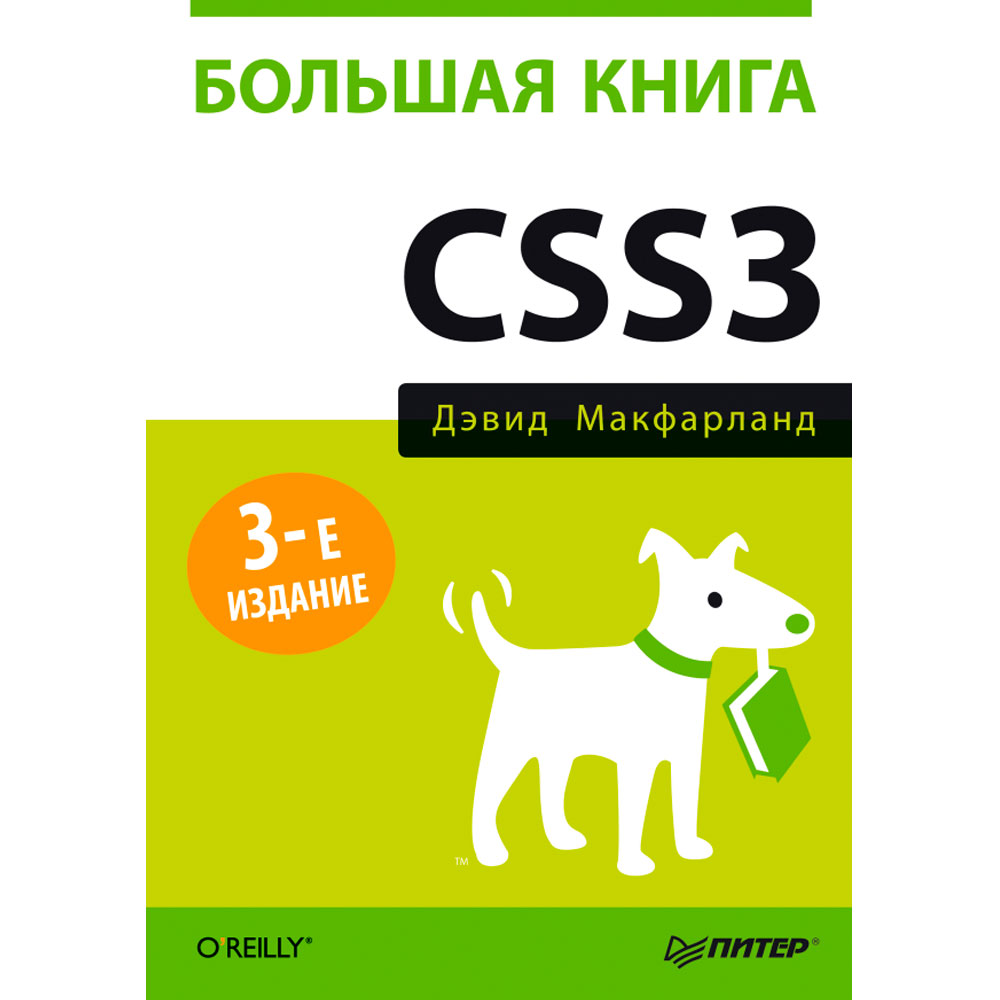 БОЛЬШАЯ КНИГА
CSS3
Дэвид Макфарланд
3-Е
ИЗДАНИЕ
TM
O'REILLY®
ПИТЕР®